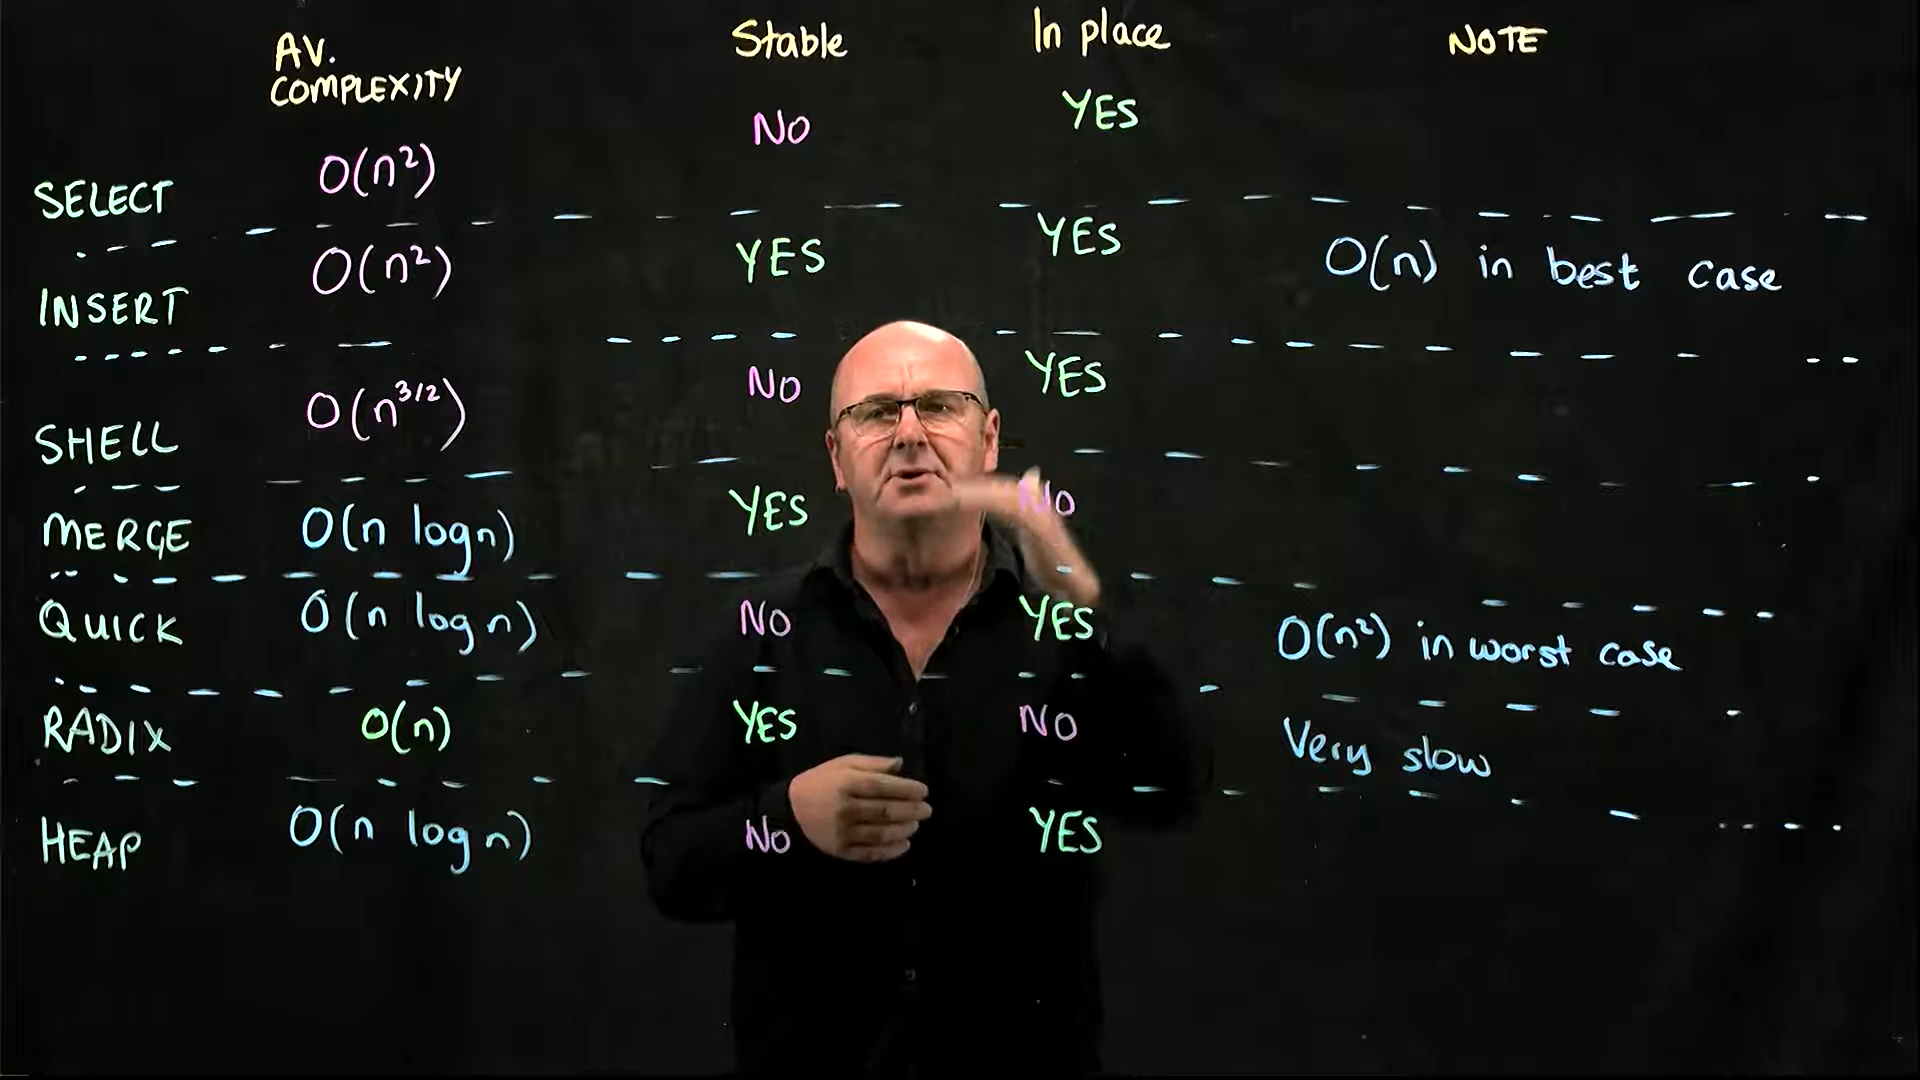 AV. COMPLEXITY Stable In place NOTE
SELECT O(n²) NO YES
INSERT O(n²) YES YES O(n) in best case
SHELL O(n³/²) NO YES
MERGE O(n log n) YES NO
QUICK O(n log n) NO YES O(n²) in worst case
RADIX O(n) YES NO Very slow
HEAP O(n log n) NO YES